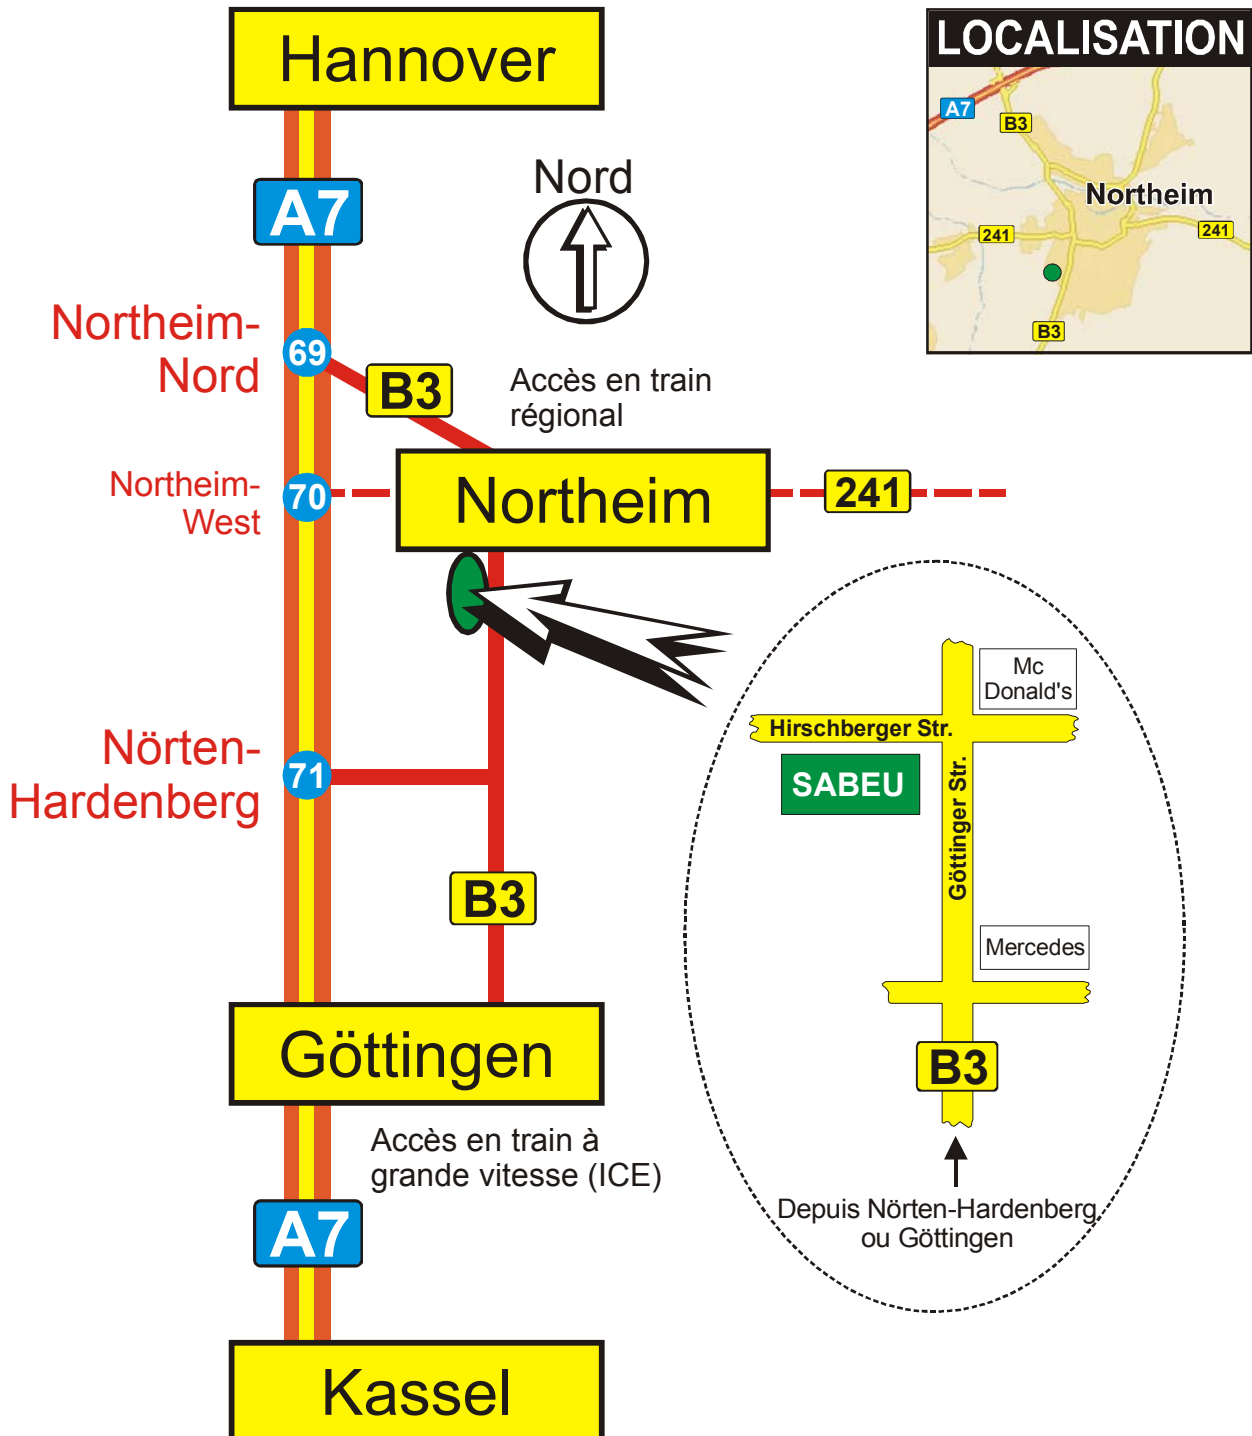 Hannover
LOCALISATION
A7
B3
Northeim
241
241
B3
A7
Nord
Northeim-
Nord
69
B3
Accès en train
régional
Northeim-
West
70
Northeim
241
Mc
Donald's
Hirschberger Str.
SABEU
Göttinger Str.
Nörten-
Hardenberg
71
B3
Mercedes
Göttingen
B3
Accès en train à
grande vitesse (ICE)
Depuis Nörten-Hardenberg
ou Göttingen
A7
Kassel